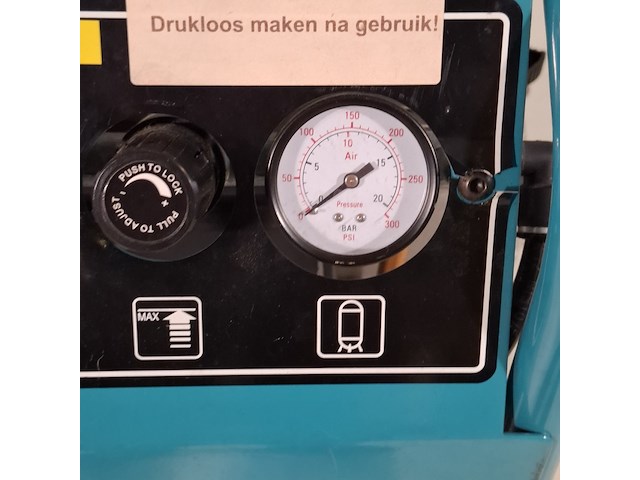 Drukloos maken na gebruik!
PUSH TO LOCK
PULL TO ADJUST
- +
0 50 100 150 200 250 300
0 5 10 15 20
Air
Pressure
BAR
PSI
MAX